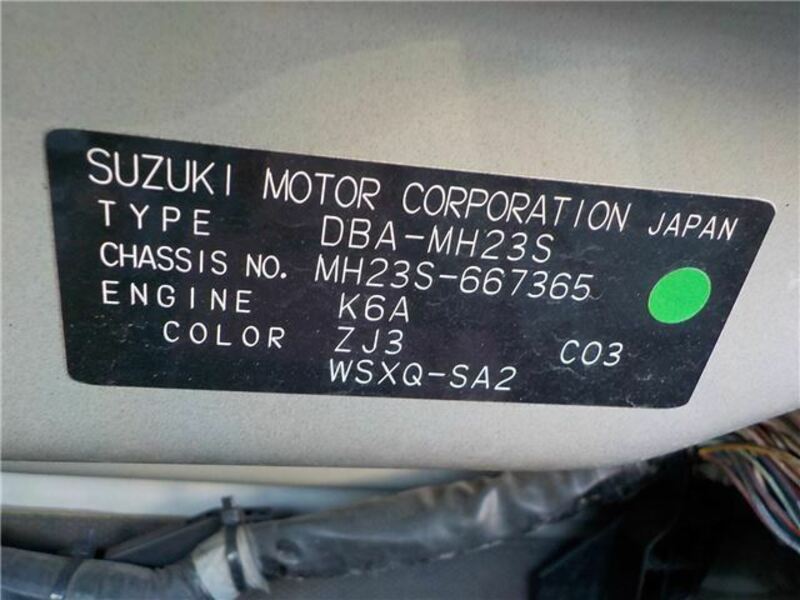 SUZUKI MOTOR CORPORATION JAPAN
TYPE DBA-MH23S
CHASSIS NO. MH23S-667365
ENGINE K6A
COLOR ZJ3 C03
WSXQ-SA2